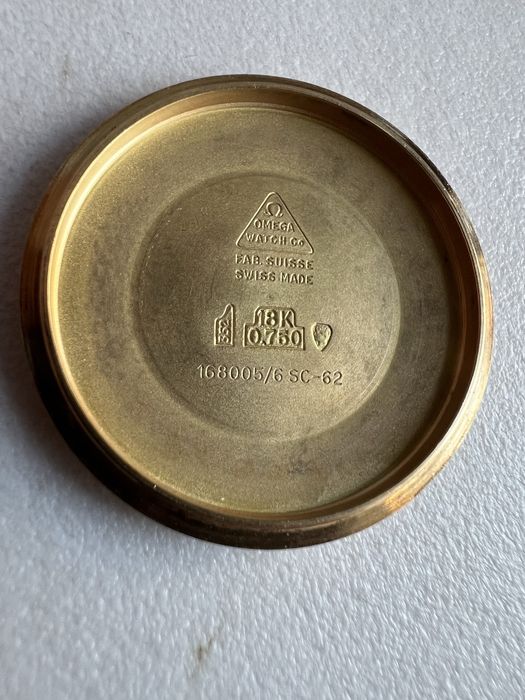 Ω
OMEGA
WATCH Co
FAB. SUISSE
SWISS MADE
18K
0.750
168005/6 SC-62